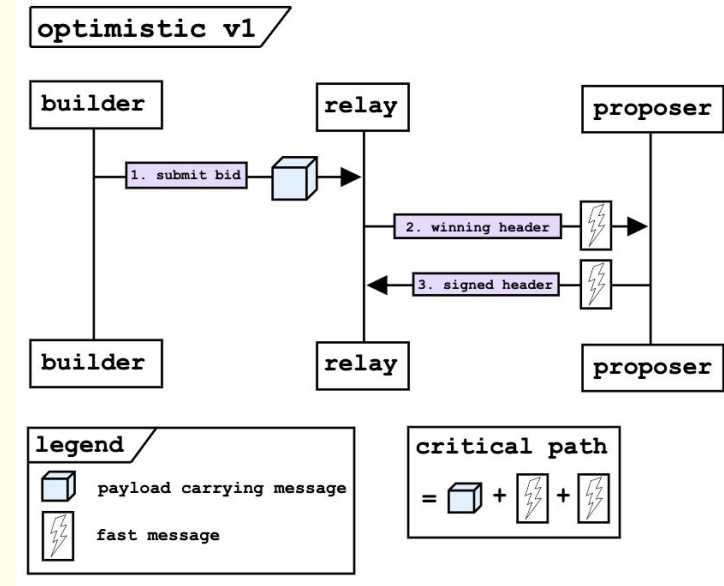 optimistic v1
builder
relay
proposer
1. submit bid
2. winning header
3. signed header
builder
relay
proposer
legend
payload carrying message
fast message
critical path
= + +